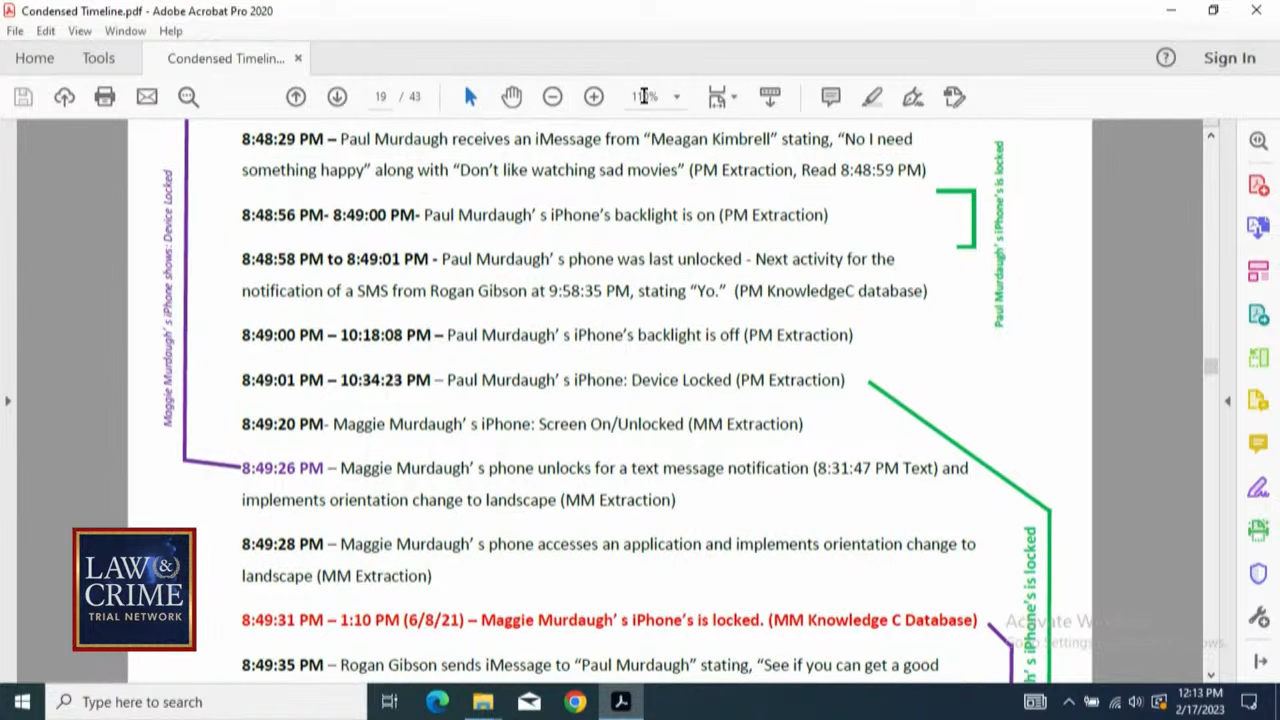 Condensed Timeline.pdf - Adobe Acrobat Pro 2020
File Edit View Window Help
Home Tools Condensed Timelin... × Sign In
19 / 43
8:48:29 PM – Paul Murdaugh receives an iMessage from “Meagan Kimbrell” stating, “No I need
something happy” along with “Don’t like watching sad movies” (PM Extraction, Read 8:48:59 PM)
8:48:56 PM- 8:49:00 PM- Paul Murdaugh’ s iPhone’s backlight is on (PM Extraction)
8:48:58 PM to 8:49:01 PM - Paul Murdaugh’ s phone was last unlocked - Next activity for the
notification of a SMS from Rogan Gibson at 9:58:35 PM, stating “Yo.” (PM KnowledgeC database)
8:49:00 PM – 10:18:08 PM – Paul Murdaugh’ s iPhone’s backlight is off (PM Extraction)
8:49:01 PM – 10:34:23 PM – Paul Murdaugh’ s iPhone: Device Locked (PM Extraction)
8:49:20 PM- Maggie Murdaugh’ s iPhone: Screen On/Unlocked (MM Extraction)
8:49:26 PM – Maggie Murdaugh’ s phone unlocks for a text message notification (8:31:47 PM Text) and
implements orientation change to landscape (MM Extraction)
8:49:28 PM – Maggie Murdaugh’ s phone accesses an application and implements orientation change to
landscape (MM Extraction)
8:49:31 PM – 1:10 PM (6/8/21) – Maggie Murdaugh’ s iPhone’s is locked. (MM Knowledge C Database)
8:49:35 PM – Rogan Gibson sends iMessage to “Paul Murdaugh” stating, “See if you can get a good
Maggie Murdaugh’ s iPhone shows: Device Locked
Paul Murdaugh’ s iPhone’s is locked
h’ s iPhone’s is locked
LAW &
CRIME
TRIAL NETWORK
Type here to search
12:13 PM
2/17/2023